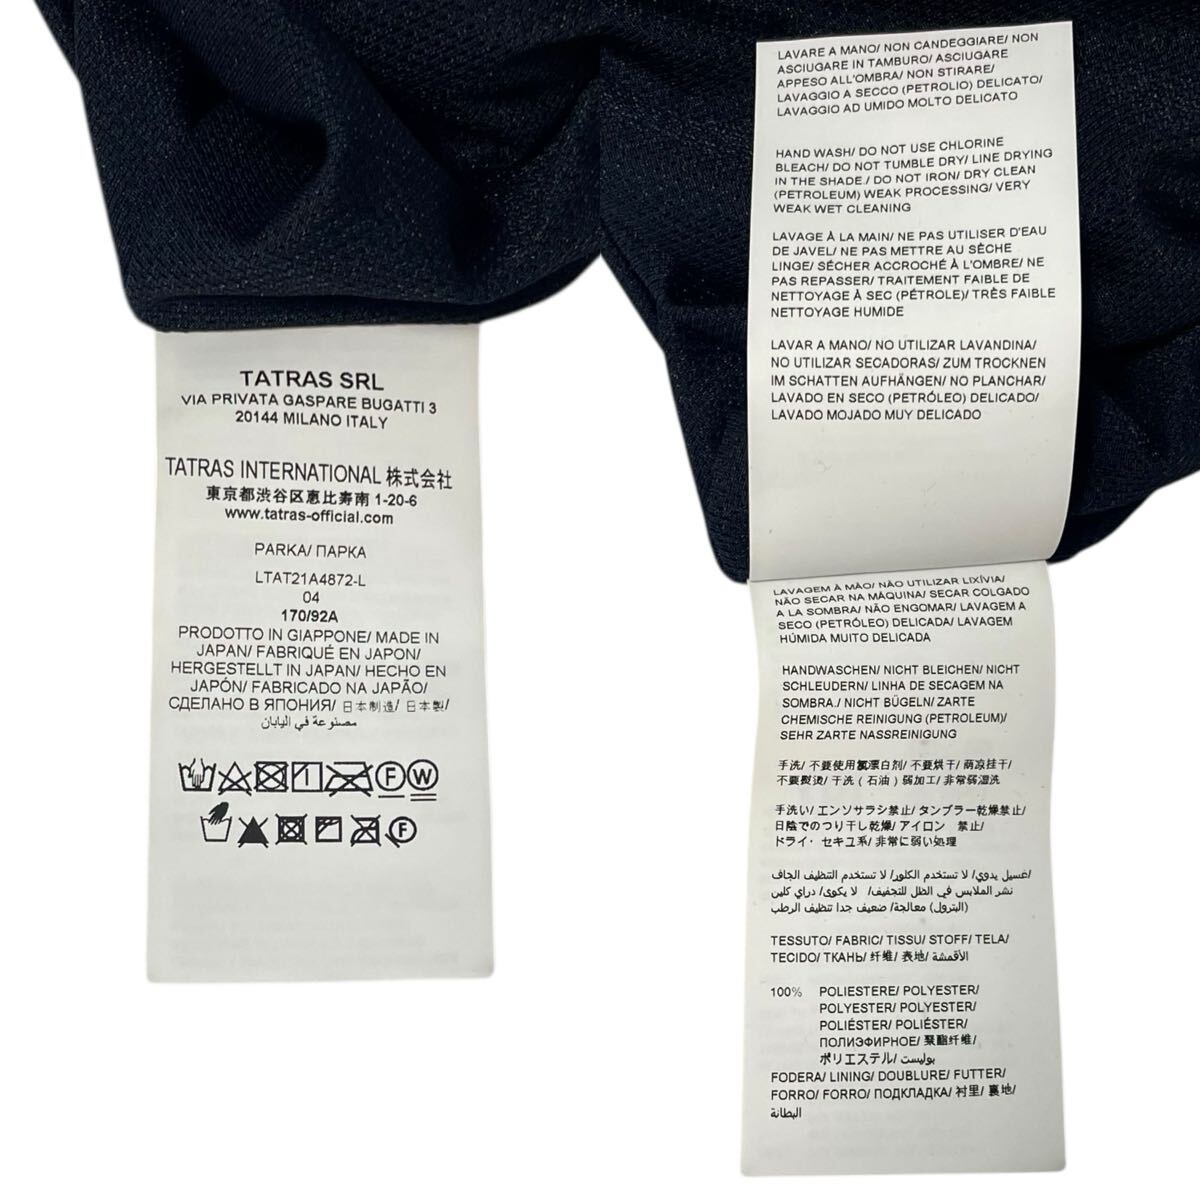 TATRAS SRL
VIA PRIVATA GASPARE BUGATTI 3
20144 MILANO ITALY
TATRAS INTERNATIONAL 株式会社
東京都渋谷区恵比寿南 1-20-6
www.tatras-official.com
PARKA/ ПАРКА
LTAT21A4872-L
04
170/92A
PRODOTTO IN GIAPPONE/ MADE IN
JAPAN/ FABRIQUÉ EN JAPON/
HERGESTELLT IN JAPAN/ HECHO EN
JAPÓN/ FABRICADO NA JAPÃO/
СДЕЛАНО В ЯПОНИЯ/ 日本制造/ 日本製/
مصنوعة في اليابان
F W
F
LAVARE A MANO/ NON CANDEGGIARE/ NON
ASCIUGARE IN TAMBURO/ ASCIUGARE
APPESO ALL'OMBRA/ NON STIRARE/
LAVAGGIO A SECCO (PETROLIO) DELICATO/
LAVAGGIO AD UMIDO MOLTO DELICATO
HAND WASH/ DO NOT USE CHLORINE
BLEACH/ DO NOT TUMBLE DRY/ LINE DRYING
IN THE SHADE./ DO NOT IRON/ DRY CLEAN
(PETROLEUM) WEAK PROCESSING/ VERY
WEAK WET CLEANING
LAVAGE À LA MAIN/ NE PAS UTILISER D'EAU
DE JAVEL/ NE PAS METTRE AU SÈCHE
LINGE/ SÉCHER ACCROCHÉ À L'OMBRE/ NE
PAS REPASSER/ TRAITEMENT FAIBLE DE
NETTOYAGE À SEC (PÉTROLE)/ TRÈS FAIBLE
NETTOYAGE HUMIDE
LAVAR A MANO/ NO UTILIZAR LAVANDINA/
NO UTILIZAR SECADORAS/ ZUM TROCKNEN
IM SCHATTEN AUFHÄNGEN/ NO PLANCHAR/
LAVADO EN SECO (PETRÓLEO) DELICADO/
LAVADO MOJADO MUY DELICADO
LAVAGEM À MÃO/ NÃO UTILIZAR LIXÍVIA/
NÃO SECAR NA MÁQUINA/ SECAR COLGADO
A LA SOMBRA/ NÃO ENGOMAR/ LAVAGEM A
SECO (PETRÓLEO) DELICADA/ LAVAGEM
HÚMIDA MUITO DELICADA
HANDWASCHEN/ NICHT BLEICHEN/ NICHT
SCHLEUDERN/ LINHA DE SECAGEM NA
SOMBRA./ NICHT BÜGELN/ ZARTE
CHEMISCHE REINIGUNG (PETROLEUM)/
SEHR ZARTE NASSREINIGUNG
手洗/ 不要使用氯漂白剂/ 不要烘干/ 荫凉挂干/
不要熨烫/ 干洗（石油）弱加工/ 非常弱湿洗
手洗い/ エンソサラシ禁止/ タンブラー乾燥禁止/
日陰でのつり干し乾燥/ アイロン 禁止/
ドライ・セキユ系/ 非常に弱い処理
غسيل يدوي/ لا تستخدم الكلور/ لا تستخدم التنظيف الجاف/
نشر الملابس في الظل للتجفيف/ لا يكوى/ دراي كلين
(البترول) معالجة/ ضعيف جدا تنظيف الرطب
TESSUTO/ FABRIC/ TISSU/ STOFF/ TELA/
TECIDO/ ТКАНЬ/ 纤维/ 表地/ الأقمشة
100% POLIESTERE/ POLYESTER/
POLYESTER/ POLYESTER/
POLIÉSTER/ POLIÉSTER/
ПОЛИЭФИРНОЕ/ 聚酯纤维/
ポリエステル/ بوليست
FODERA/ LINING/ DOUBLURE/ FUTTER/
FORRO/ FORRO/ ПОДКЛАДКА/ 衬里/ 裏地/
البطانة